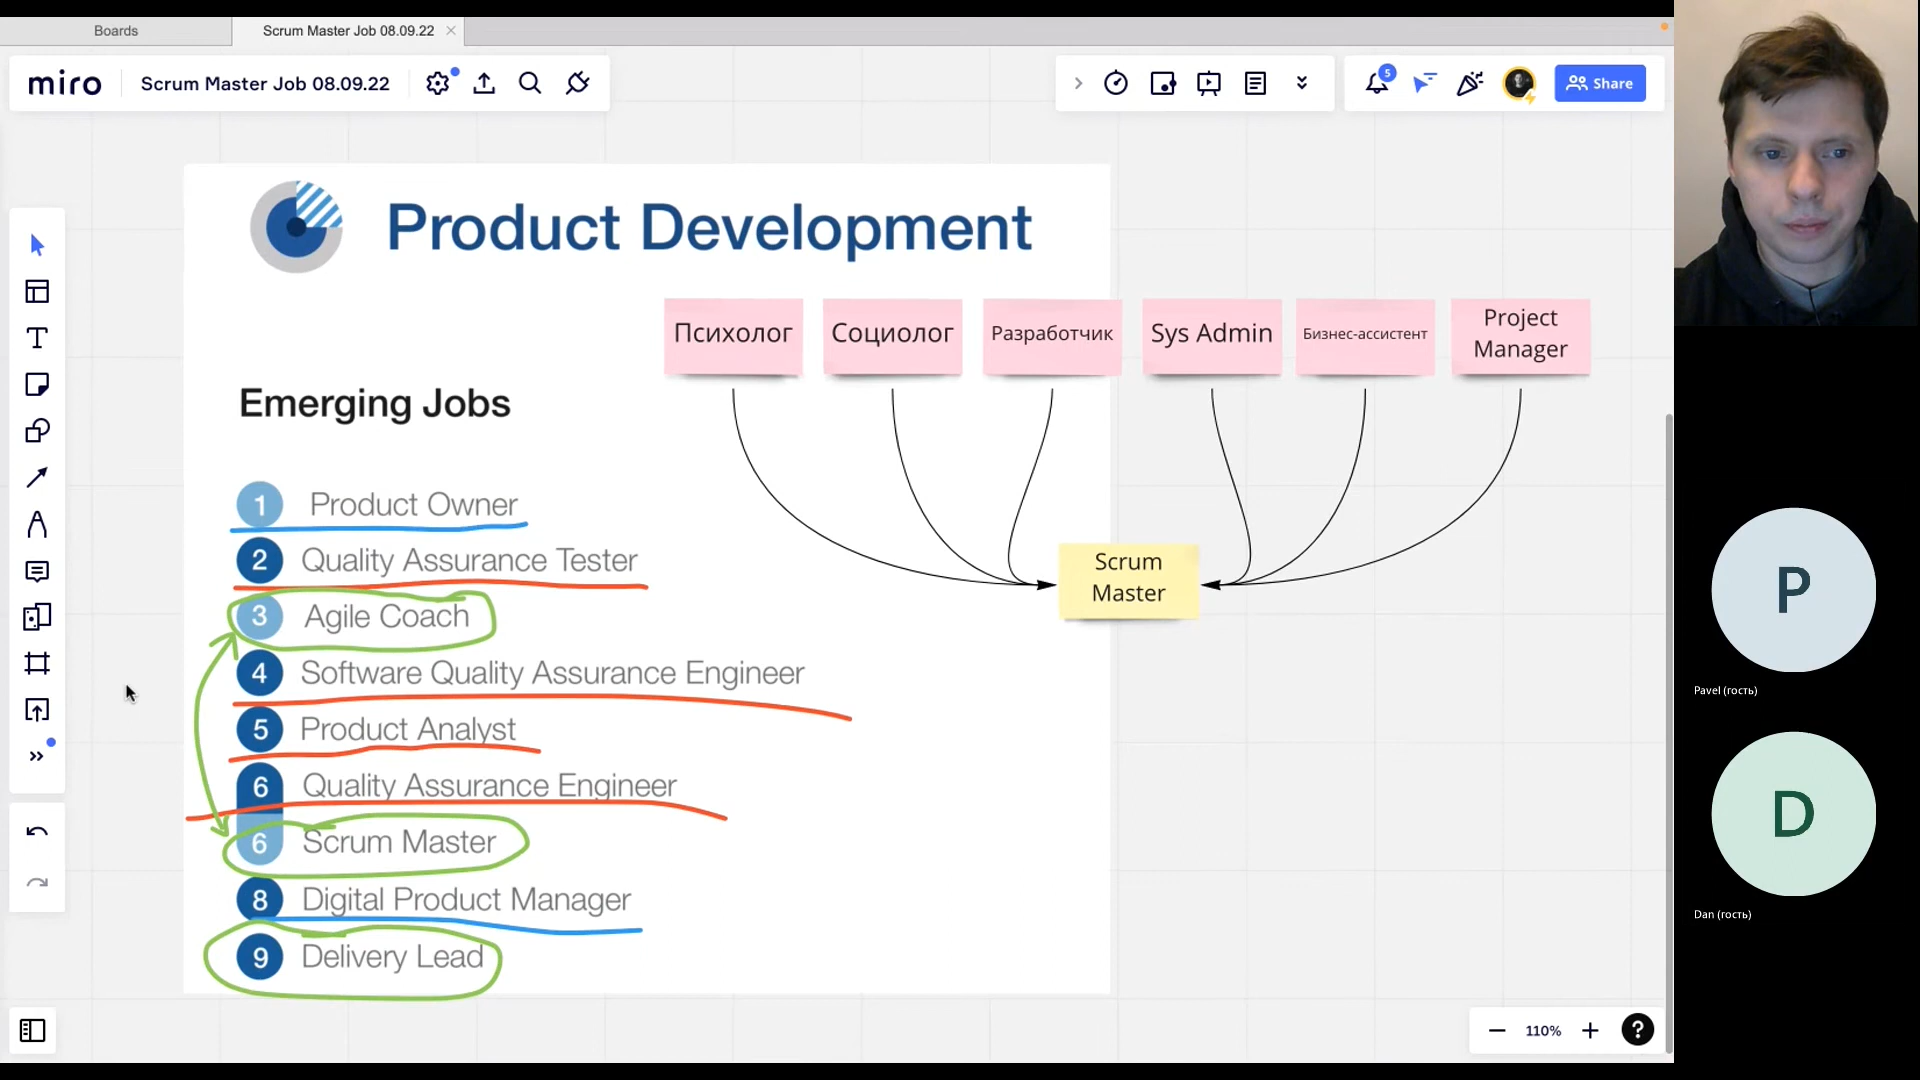 Boards
Scrum Master Job 08.09.22
miro
Scrum Master Job 08.09.22
5
Share
Product Development
Психолог
Социолог
Разработчик
Sys Admin
Бизнес-ассистент
Project
Manager
Emerging Jobs
1 Product Owner
2 Quality Assurance Tester
3 Agile Coach
4 Software Quality Assurance Engineer
5 Product Analyst
6 Quality Assurance Engineer
6 Scrum Master
8 Digital Product Manager
9 Delivery Lead
Scrum
Master
P
Pavel (гость)
D
Dan (гость)
110%
?